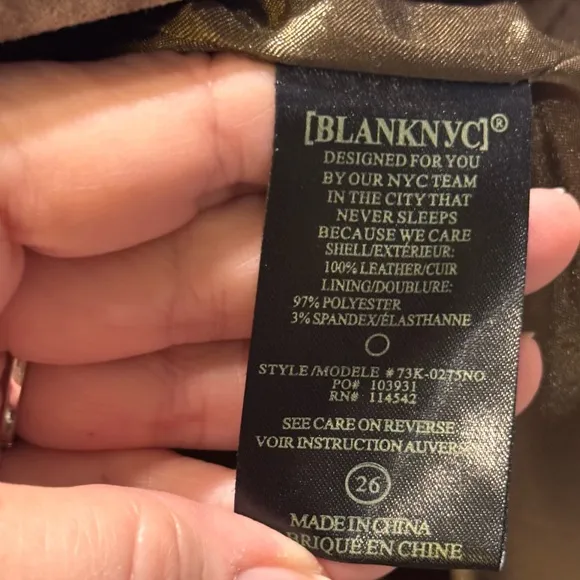 [BLANKNYC]®
DESIGNED FOR YOU
BY OUR NYC TEAM
IN THE CITY THAT
NEVER SLEEPS
BECAUSE WE CARE
SHELL/EXTÉRIEUR:
100% LEATHER/CUIR
LINING/DOUBLURE:
97% POLYESTER
3% SPANDEX/ÉLASTHANNE
STYLE/MODELE #73K-0275NO
PO# 103931
RN# 114542
SEE CARE ON REVERSE
VOIR INSTRUCTION AUVERSE
26
MADE IN CHINA
BRIQUÉ EN CHINE